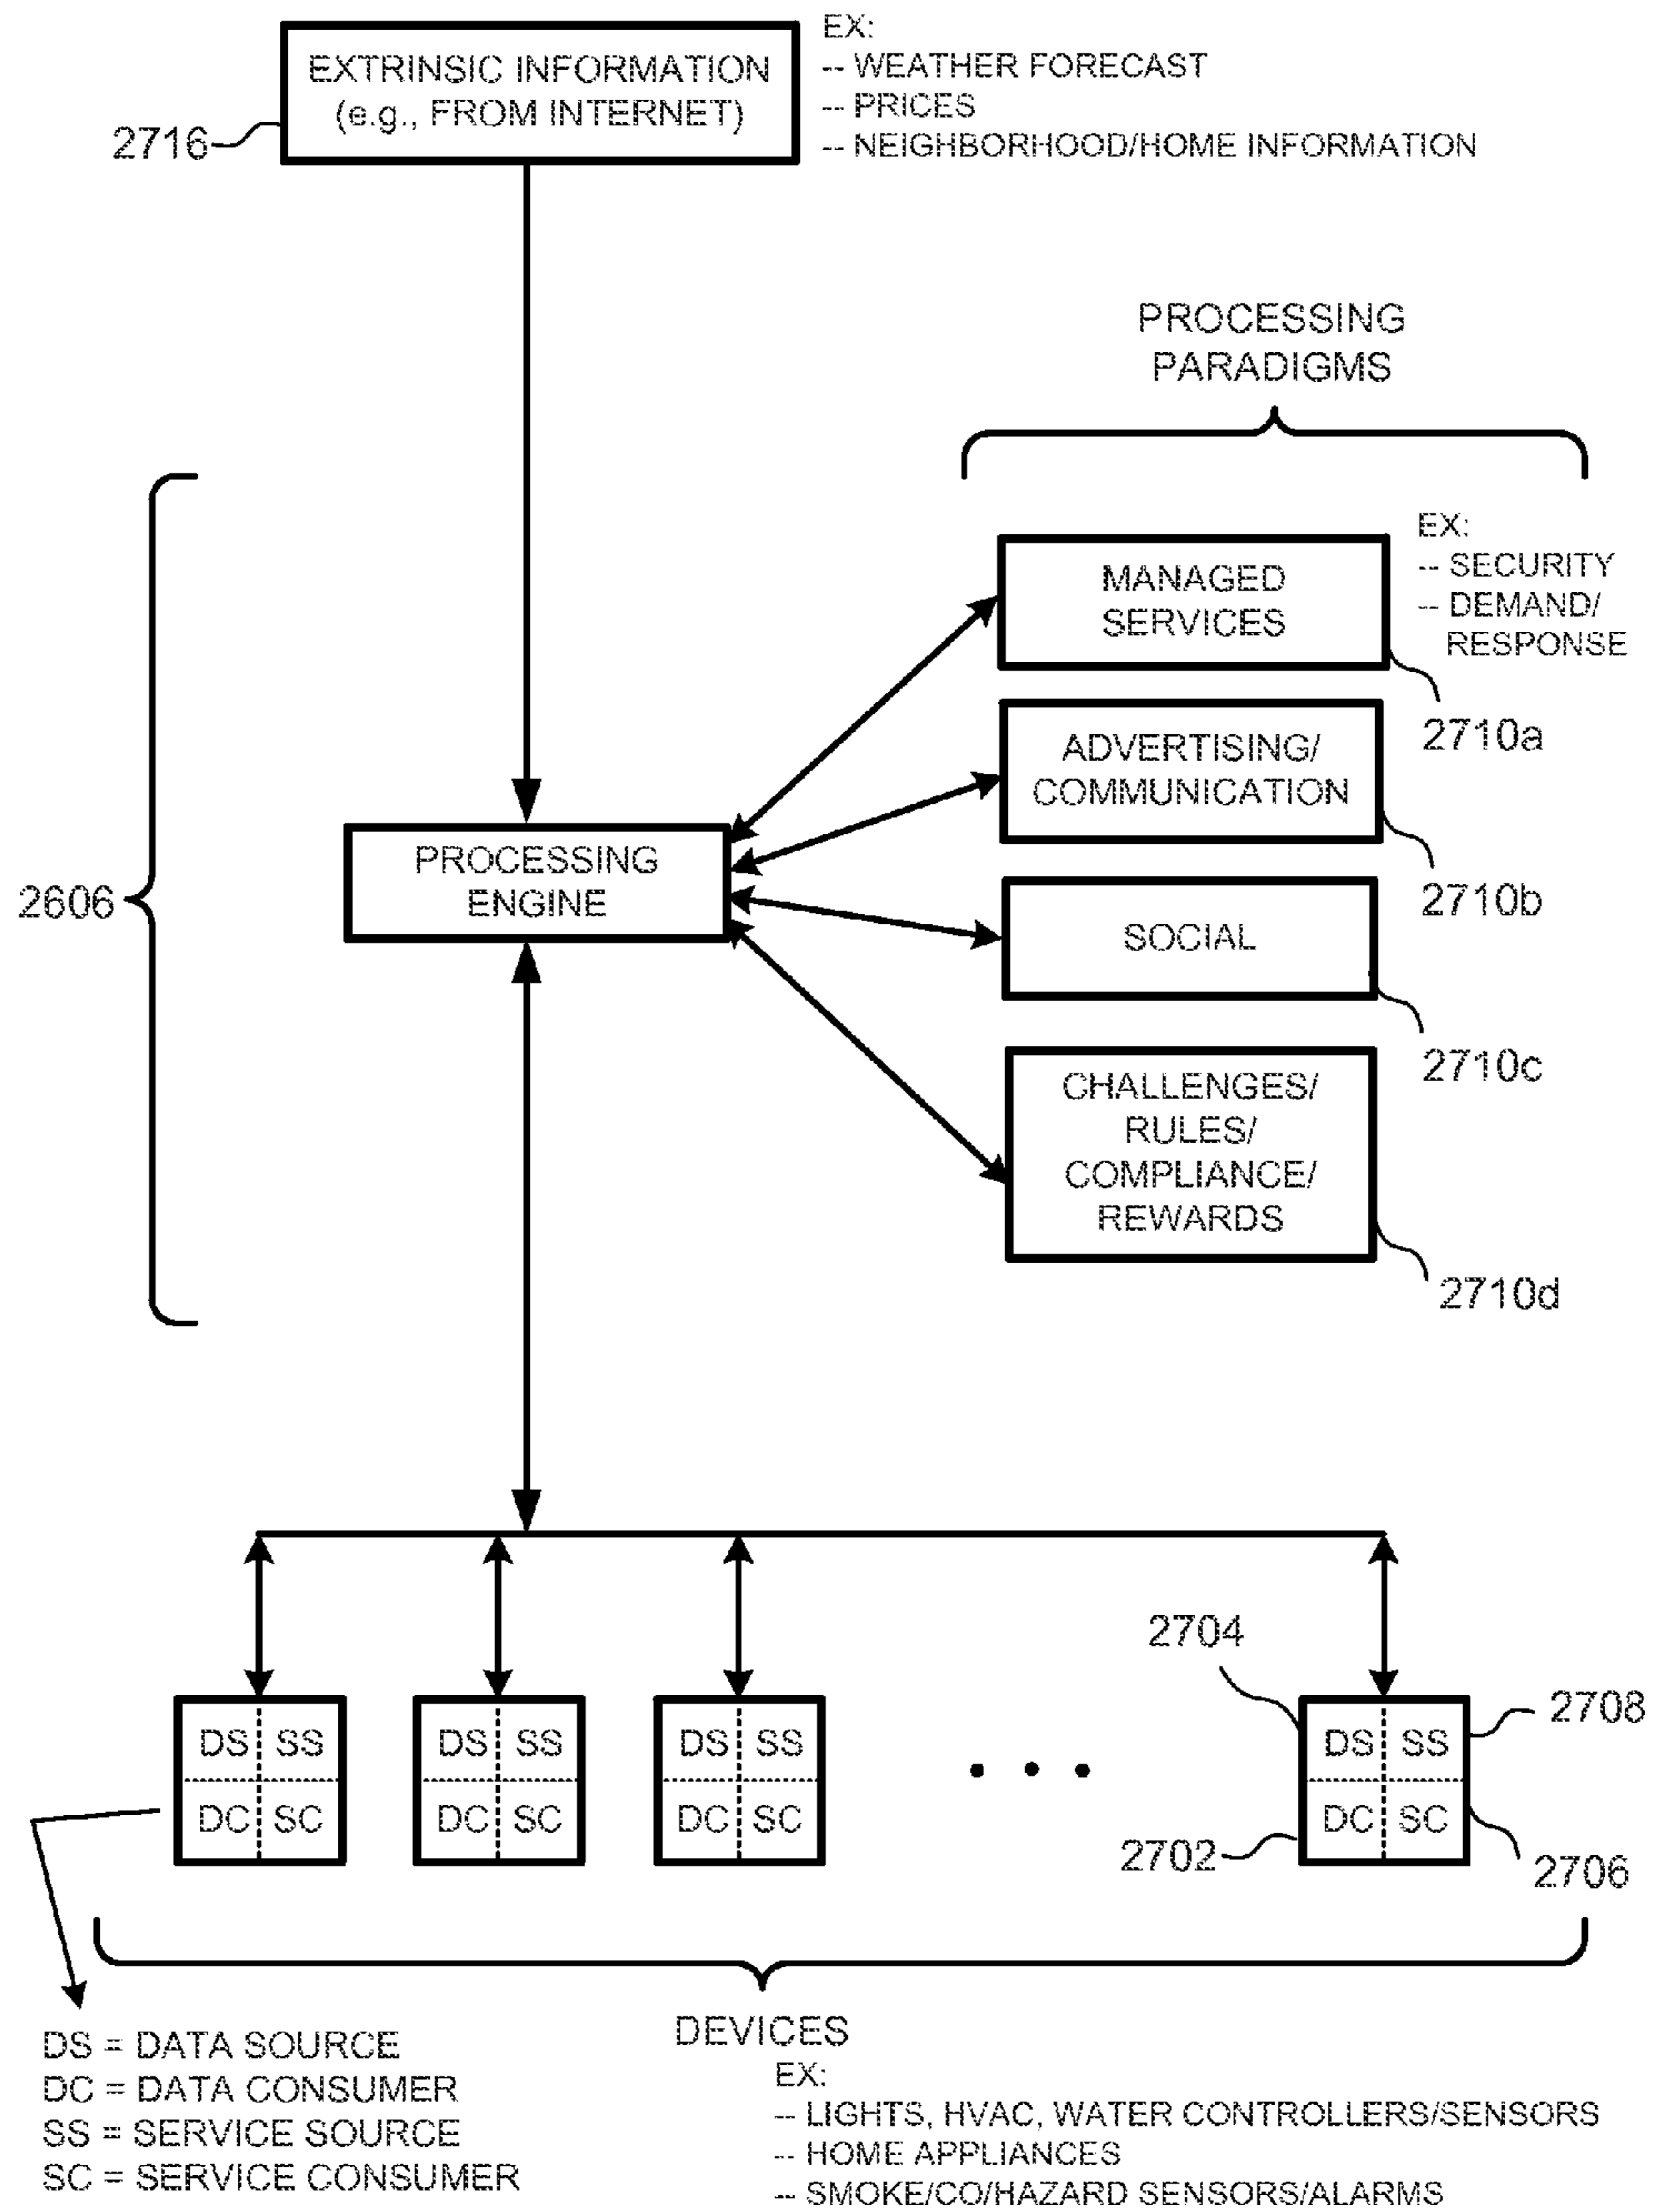 EXTRINSIC INFORMATION
(e.g., FROM INTERNET)
2716
EX:
-- WEATHER FORECAST
-- PRICES
-- NEIGHBORHOOD/HOME INFORMATION
PROCESSING
PARADIGMS
MANAGED
SERVICES
EX:
-- SECURITY
-- DEMAND/
RESPONSE
2710a
ADVERTISING/
COMMUNICATION
2710b
PROCESSING
ENGINE
2606
SOCIAL
2710c
CHALLENGES/
RULES/
COMPLIANCE/
REWARDS
2710d
DS SS
DC SC
DS SS
DC SC
DS SS
DC SC
• • •
2704
DS SS
DC SC
2708
2702
2706
DS = DATA SOURCE
DC = DATA CONSUMER
SS = SERVICE SOURCE
SC = SERVICE CONSUMER
DEVICES
EX:
-- LIGHTS, HVAC, WATER CONTROLLERS/SENSORS
-- HOME APPLIANCES
-- SMOKE/CO/HAZARD SENSORS/ALARMS